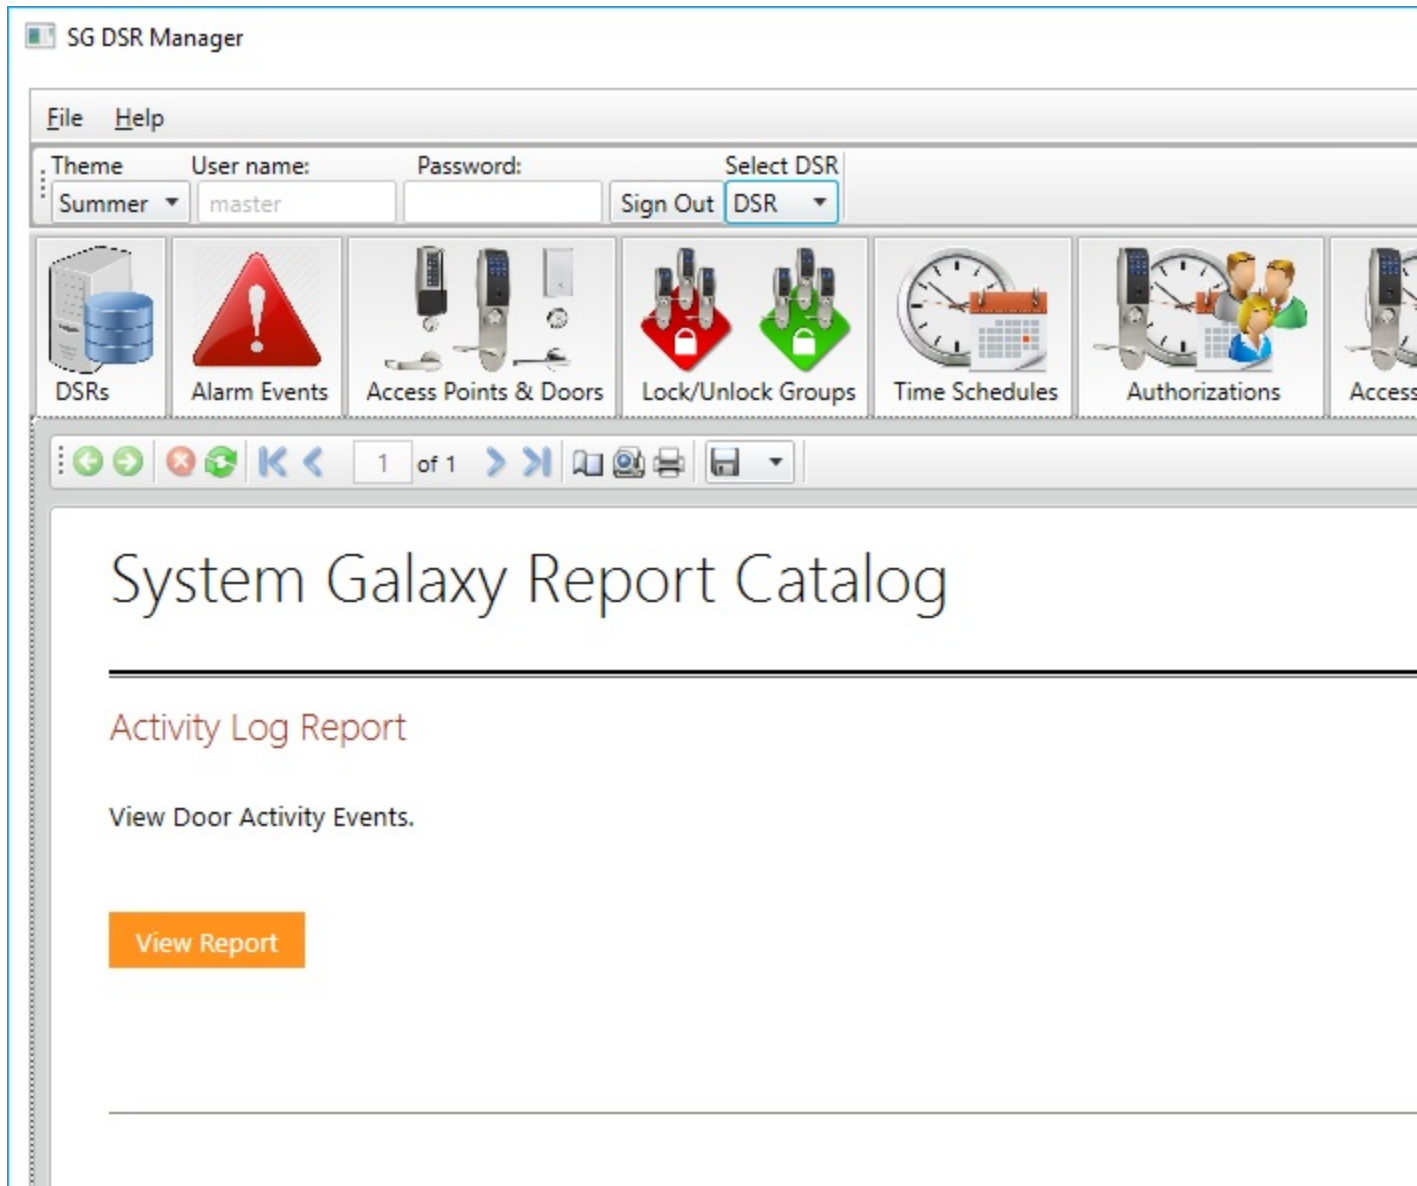 SG DSR Manager
File Help
Theme User name: Password: Select DSR
Summer master Sign Out DSR
DSRs Alarm Events Access Points & Doors Lock/Unlock Groups Time Schedules Authorizations Access
1 of 1
System Galaxy Report Catalog
Activity Log Report
View Door Activity Events.
View Report